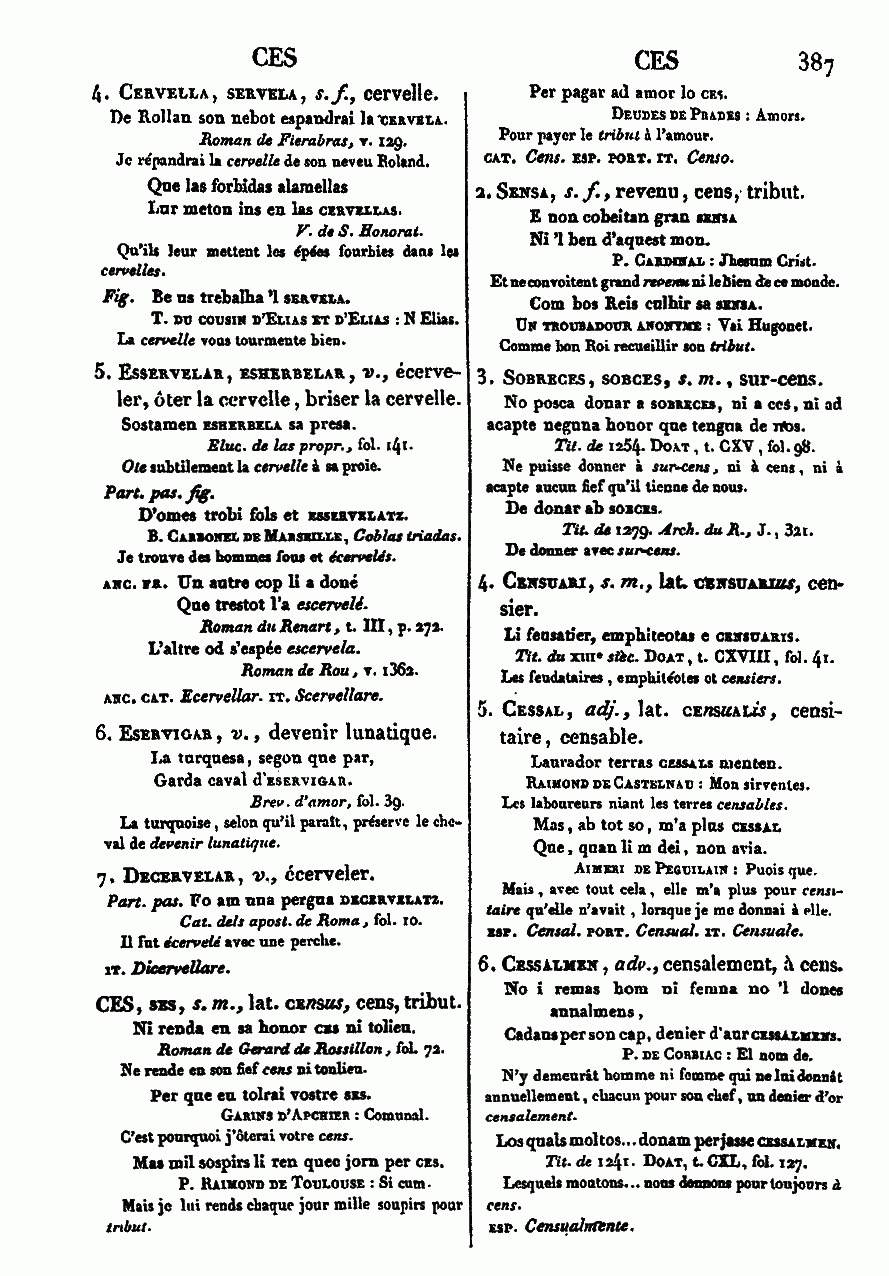 CES
CES 387
4. Cervella, servela, s. f., cervelle.
De Rollan son nebot espandrai la cervela.
Roman de Fierabras, v. 129.
Je répandrai la cervelle de son neveu Roland.
Que las forbidas alamellas
Lur meton ins en las cervellas.
V. de S. Honorat.
Qu'ils leur mettent les épées fourbies dans les
cervelles.
Fig. Be us trebalha 'l servela.
T. du cousin d'Elias et d'Elias : N Elias.
La cervelle vous tourmente bien.
5. Esservelar, esherbelar, v., écerve-
ler, ôter la cervelle, briser la cervelle.
Sostamen esherbela sa presa.
Eluc. de las propr., fol. 141.
Ote subtilement la cervelle à sa proie.
Part. pas. fig.
D'omes trobi fols et esservelatz.
B. Carbonel de Marseille, Coblas triadas.
Je trouve des hommes fous et écervelés.
anc. fr. Un autre cop li a doné
Que trestot l'a escervelé.
Roman du Renart, t. III, p. 272.
L'altre od s'espée escervela.
Roman de Rou, v. 1362.
anc. cat. Ecervellar. it. Scervellare.
6. Eservigar, v., devenir lunatique.
La turquesa, segon que par,
Garda caval d'eservigar.
Brev. d'amor, fol. 39.
La turquoise, selon qu'il paraît, préserve le che-
val de devenir lunatique.
7. Decervelar, v., écerveler.
Part. pas. Fo am una pergua decervelatz.
Cat. dels apost. de Roma, fol. 10.
Il fut écervelé avec une perche.
it. Dicervellare.
CES, ses, s. m., lat. census, cens, tribut.
Ni renda en sa honor ces ni tolieu.
Roman de Gerard de Rossillon, fol. 72.
Ne rende en son fief cens ni tonlieu.
Per que eu tolrai vostre ses.
Garins d'Apchier : Comunal.
C'est pourquoi j'ôterai votre cens.
Mas mil sospirs li ren quec jorn per ces.
P. Raimond de Toulouse : Si cum.
Mais je lui rends chaque jour mille soupirs pour
tribut.
Per pagar ad amor lo ces.
Deudes de Prades : Amors.
Pour payer le tribut à l'amour.
cat. Cens. esp. port. it. Censo.
2. Sensa, s. f., revenu, cens, tribut.
E non cobeitan gran sensa
Ni 'l ben d'aquest mon.
P. Cardinal : Jhesum Crist.
Et ne convoitent grand revenu ni le bien de ce monde.
Com bos Reis culhir sa sensa.
Un troubadour anonyme : Vai Hugonet.
Comme bon Roi recueillir son tribut.
3. Sobreces, sobces, s. m., sur-cens.
No posca donar a sobreces, ni a ces, ni ad
acapte neguna honor que tengua de nos.
Tit. de 1254. Doat, t. CXV, fol. 98.
Ne puisse donner à sur-cens, ni à cens, ni à
acapte aucun fief qu'il tienne de nous.
De donar ab sobces.
Tit. de 1279. Arch. du R., J., 321.
De donner avec sur-cens.
4. Censuari, s. m., lat. censuarius, cen-
sier.
Li feusatier, emphiteotas e censuaris.
Tit. du XIIIe sièc. Doat, t. CXVIII, fol. 41.
Les feudataires, emphitéotes et censiers.
5. Cessal, adj., lat. censualis, censi-
taire, censable.
Laurador terras cessals menten.
Raimond de Castelnau : Mon sirventes.
Les laboureurs niant les terres censables.
Mas, ab tot so, m'a plus cessal
Que, quan li m dei, non avia.
Aimeri de Peguilain : Puois que.
Mais, avec tout cela, elle m'a plus pour censi-
taire qu'elle n'avait, lorsque je me donnai à elle.
esp. Censal. port. Censual. it. Censuale.
6. Cessalmen, adv., censalement, à cens.
No i remas hom ni femna no 'l dones
annalmens,
Cadans per son cap, denier d'aur cessalmens.
P. de Corbiac : El nom de.
N'y demeurât homme ni femme qui ne lui donnât
annuellement, chacun pour son chef, un denier d'or
censalement.
Los quals moltos... donam per jasse cessalmen.
Tit. de 1241. Doat, t. CXL, fol. 127.
Lesquels moutons... nous donnons pour toujours à
cens.
esp. Censualmente.